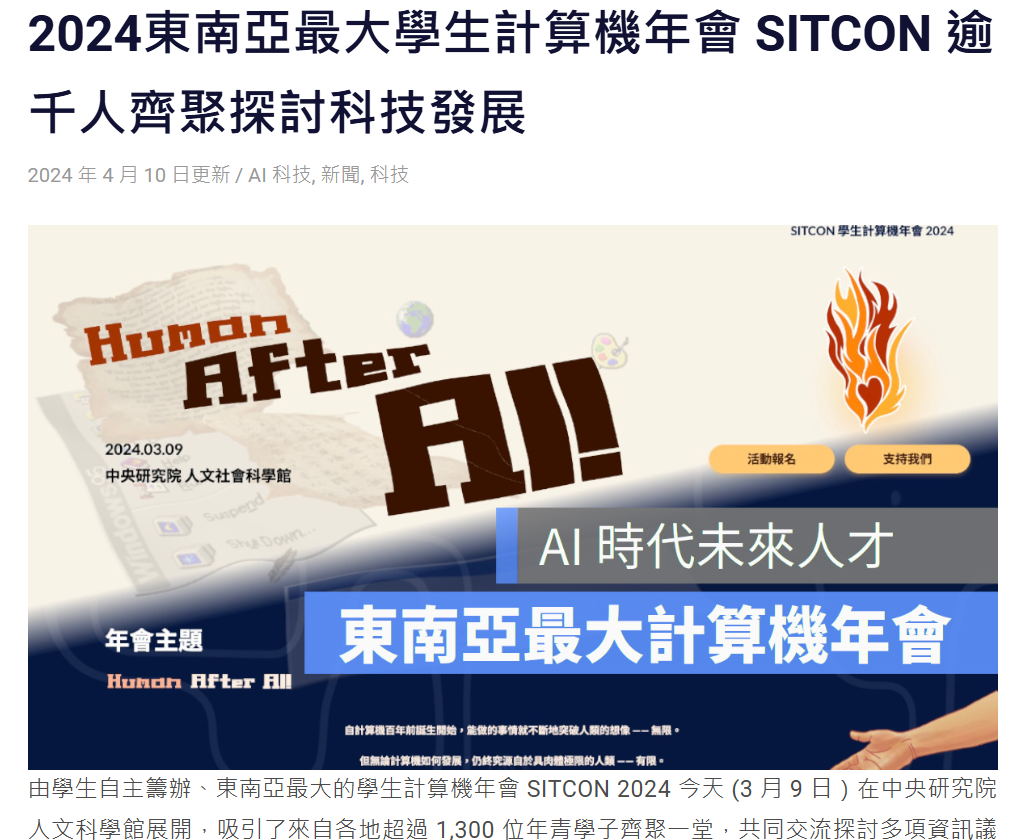 2024東南亞最大學生計算機年會 SITCON 逾
千人齊聚探討科技發展
2024 年 4 月 10 日更新 / AI 科技, 新聞, 科技
SITCON 學生計算機年會 2024
Human
After
All!
2024.03.09
中央研究院 人文社會科學館
活動報名
支持我們
Help
Suspend
Shut Down...
Windows95
AI 時代未來人才
東南亞最大計算機年會
年會主題
Human After All
自計算機百年前誕生開始，能做的事情就不斷地突破人類的想像 —— 無限。
但無論計算機如何發展，仍終究源自於具肉體極限的人類 —— 有限。
由學生自主籌辦、東南亞最大的學生計算機年會 SITCON 2024 今天 (3 月 9 日 ) 在中央研究院
人文科學館展開，吸引了來自各地超過 1,300 位年青學子齊聚一堂，共同交流探討多項資訊議